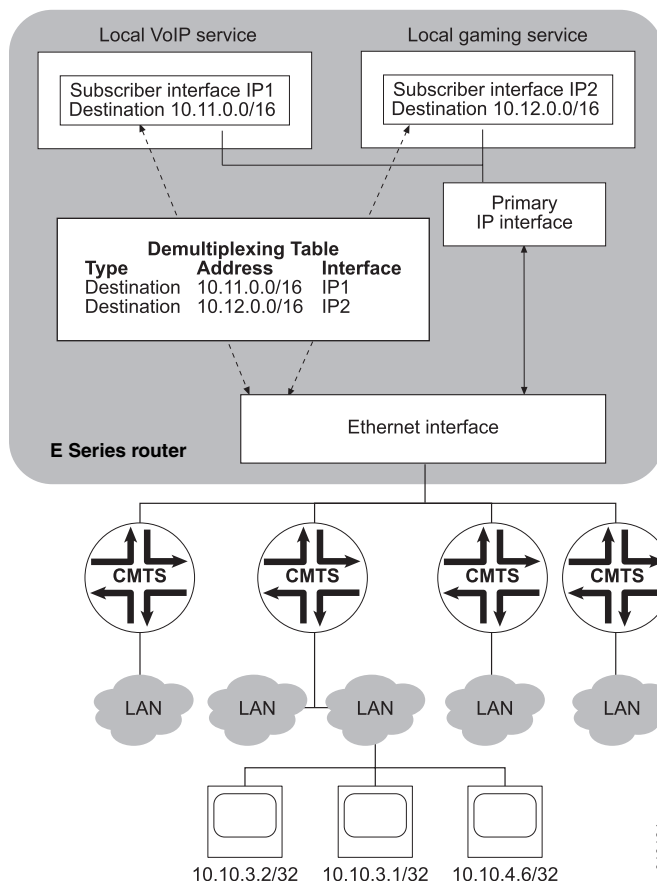 Local VoIP service
Local gaming service
Subscriber interface IP1
Destination 10.11.0.0/16
Subscriber interface IP2
Destination 10.12.0.0/16
Primary
IP interface
Demultiplexing Table
Type Address Interface
Destination 10.11.0.0/16 IP1
Destination 10.12.0.0/16 IP2
Ethernet interface
E Series router
CMTS CMTS CMTS CMTS
LAN LAN LAN LAN LAN
10.10.3.2/32 10.10.3.1/32 10.10.4.6/32